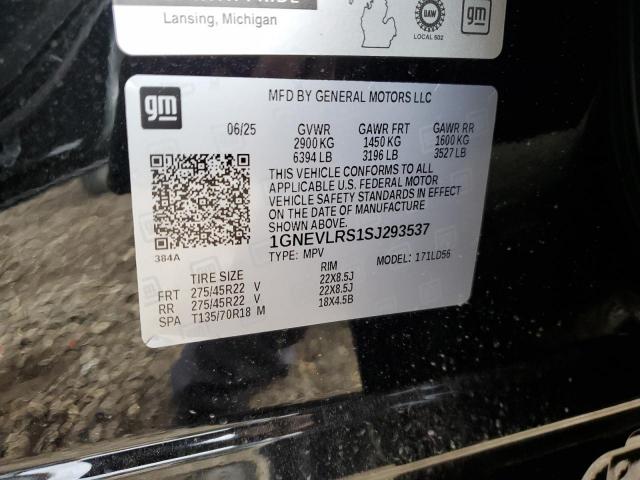 Lansing, Michigan
UAW
LOCAL 602
gm
gm
MFD BY GENERAL MOTORS LLC
06/25 GVWR GAWR FRT GAWR RR
2900 KG 1450 KG 1600 KG
6394 LB 3196 LB 3527 LB
THIS VEHICLE CONFORMS TO ALL
APPLICABLE U.S. FEDERAL MOTOR
VEHICLE SAFETY STANDARDS IN EFFECT
ON THE DATE OF MANUFACTURE
SHOWN ABOVE.
1GNEVLRS1SJ293537
384A
TYPE: MPV MODEL: 171LD56
TIRE SIZE RIM
FRT 275/45R22 V 22X8.5J
RR 275/45R22 V 22X8.5J
SPA T135/70R18 M 18X4.5B